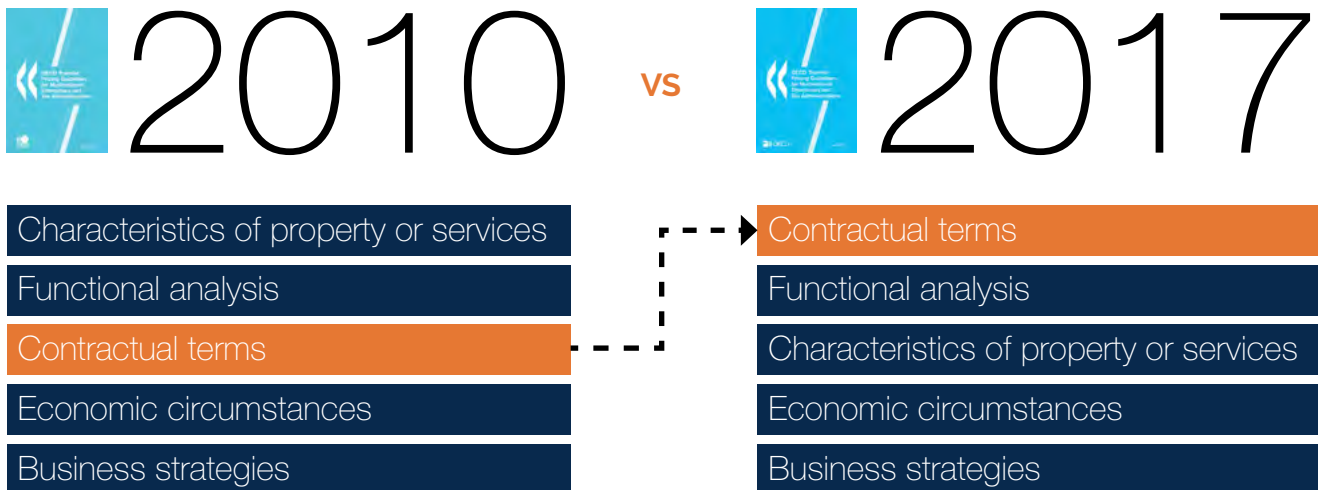 2010
vs
2017
Characteristics of property or services
Functional analysis
Contractual terms
Economic circumstances
Business strategies
Contractual terms
Functional analysis
Characteristics of property or services
Economic circumstances
Business strategies